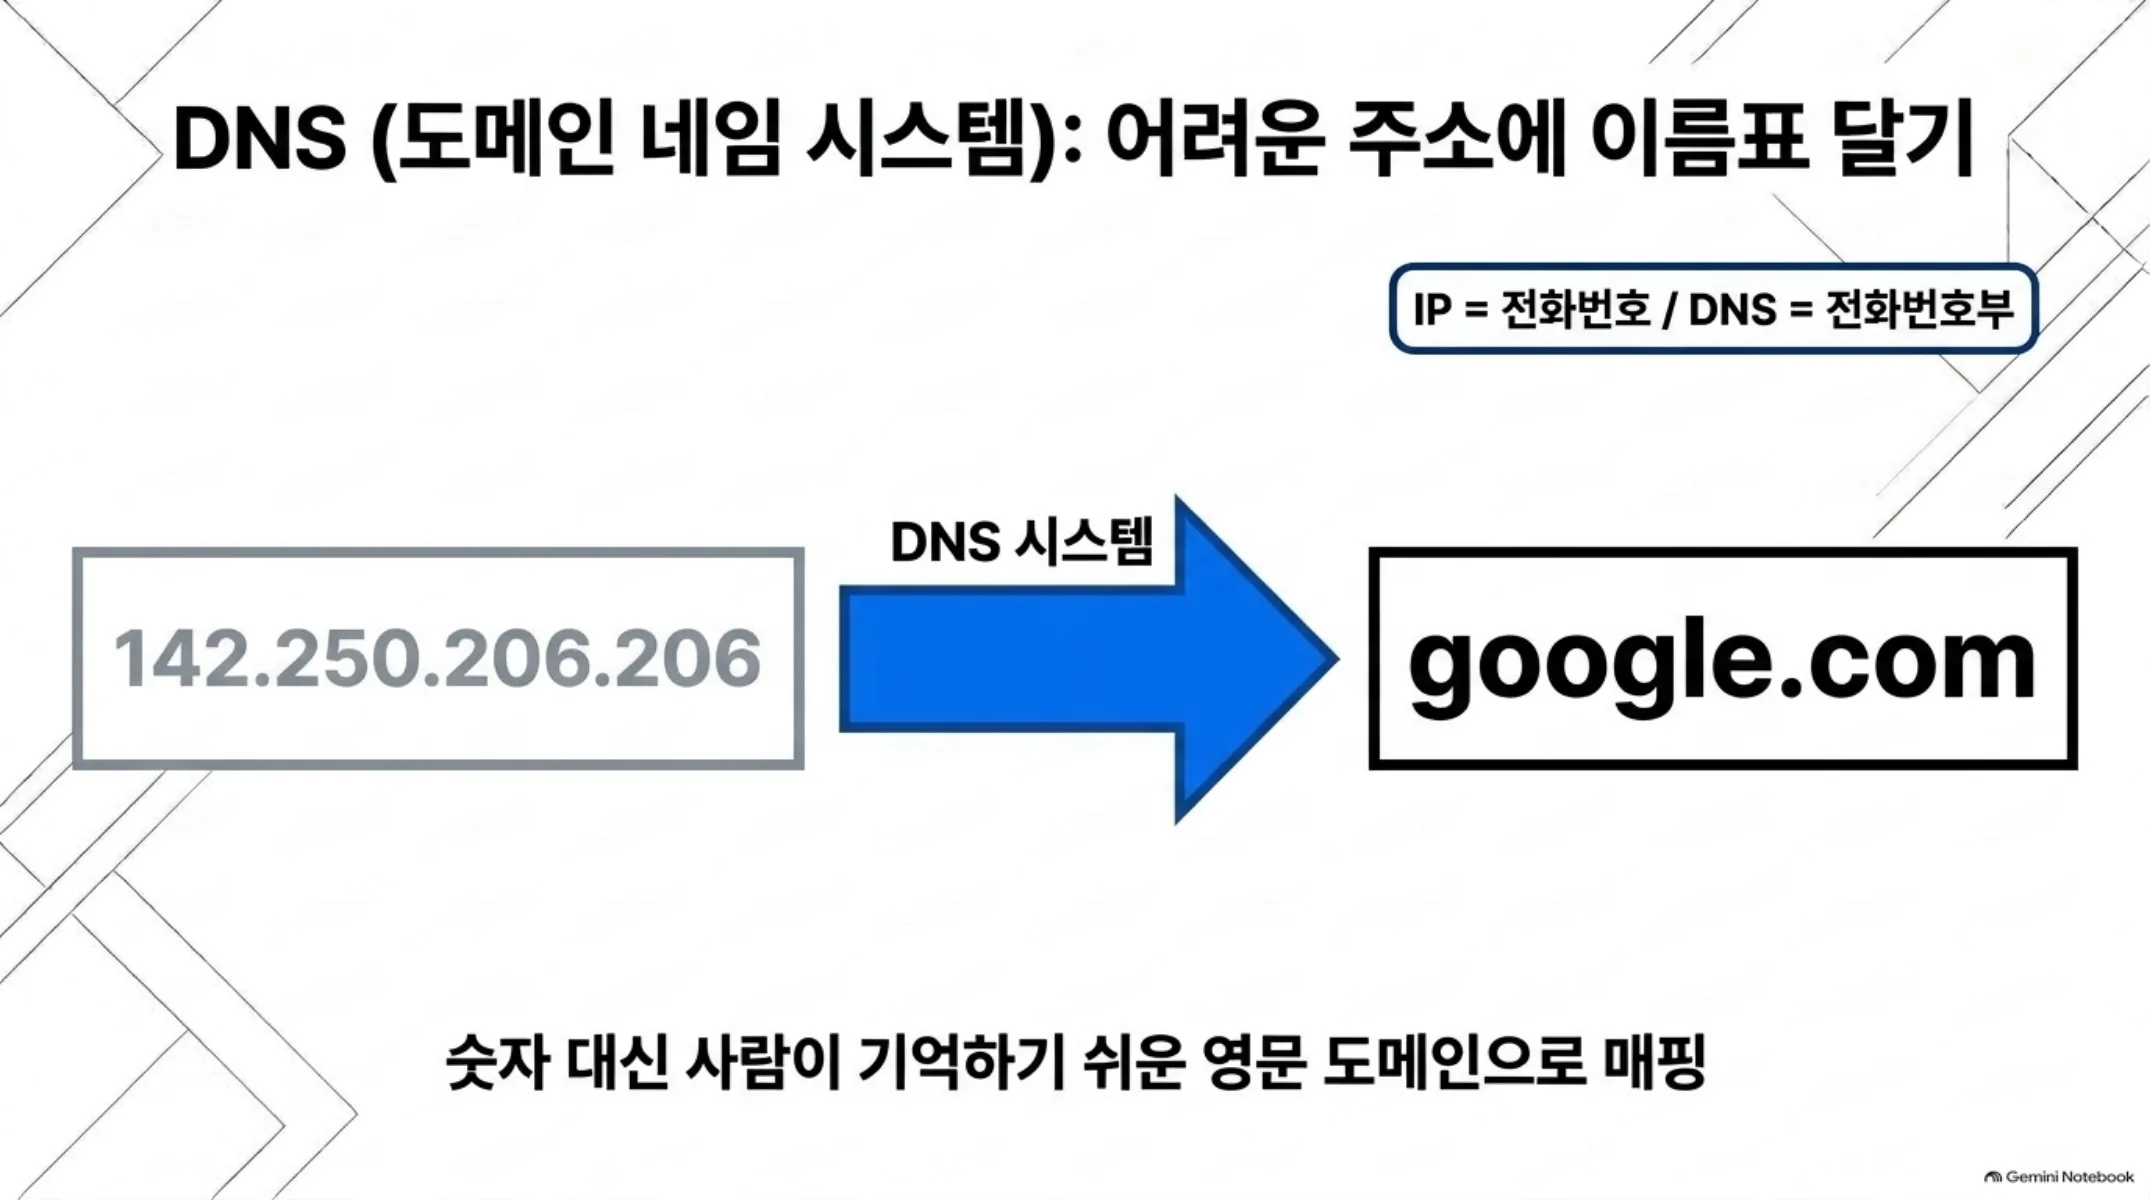 DNS (도메인 네임 시스템): 어려운 주소에 이름표 달기
IP = 전화번호 / DNS = 전화번호부
DNS 시스템
142.250.206.206
google.com
숫자 대신 사람이 기억하기 쉬운 영문 도메인으로 매핑
Gemini Notebook